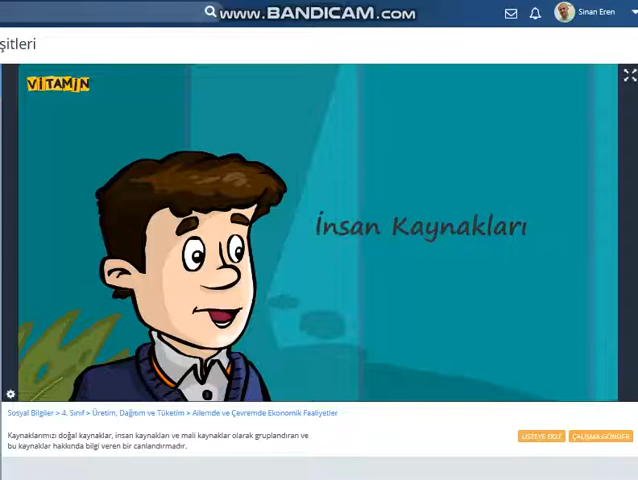 www.BANDICAM.com
Sinan Eren
şitleri
VİTAMİN
İnsan Kaynakları
Sosyal Bilgiler > 4. Sınıf > Üretim, Dağıtım ve Tüketim > Ailemde ve Çevremde Ekonomik Faaliyetler
Kaynaklarımızı doğal kaynaklar, insan kaynakları ve mali kaynaklar olarak gruplandıran ve
bu kaynaklar hakkında bilgi veren bir canlandırmadır.
LİSTEYE EKLE
ÇALIŞMA GÖNDER